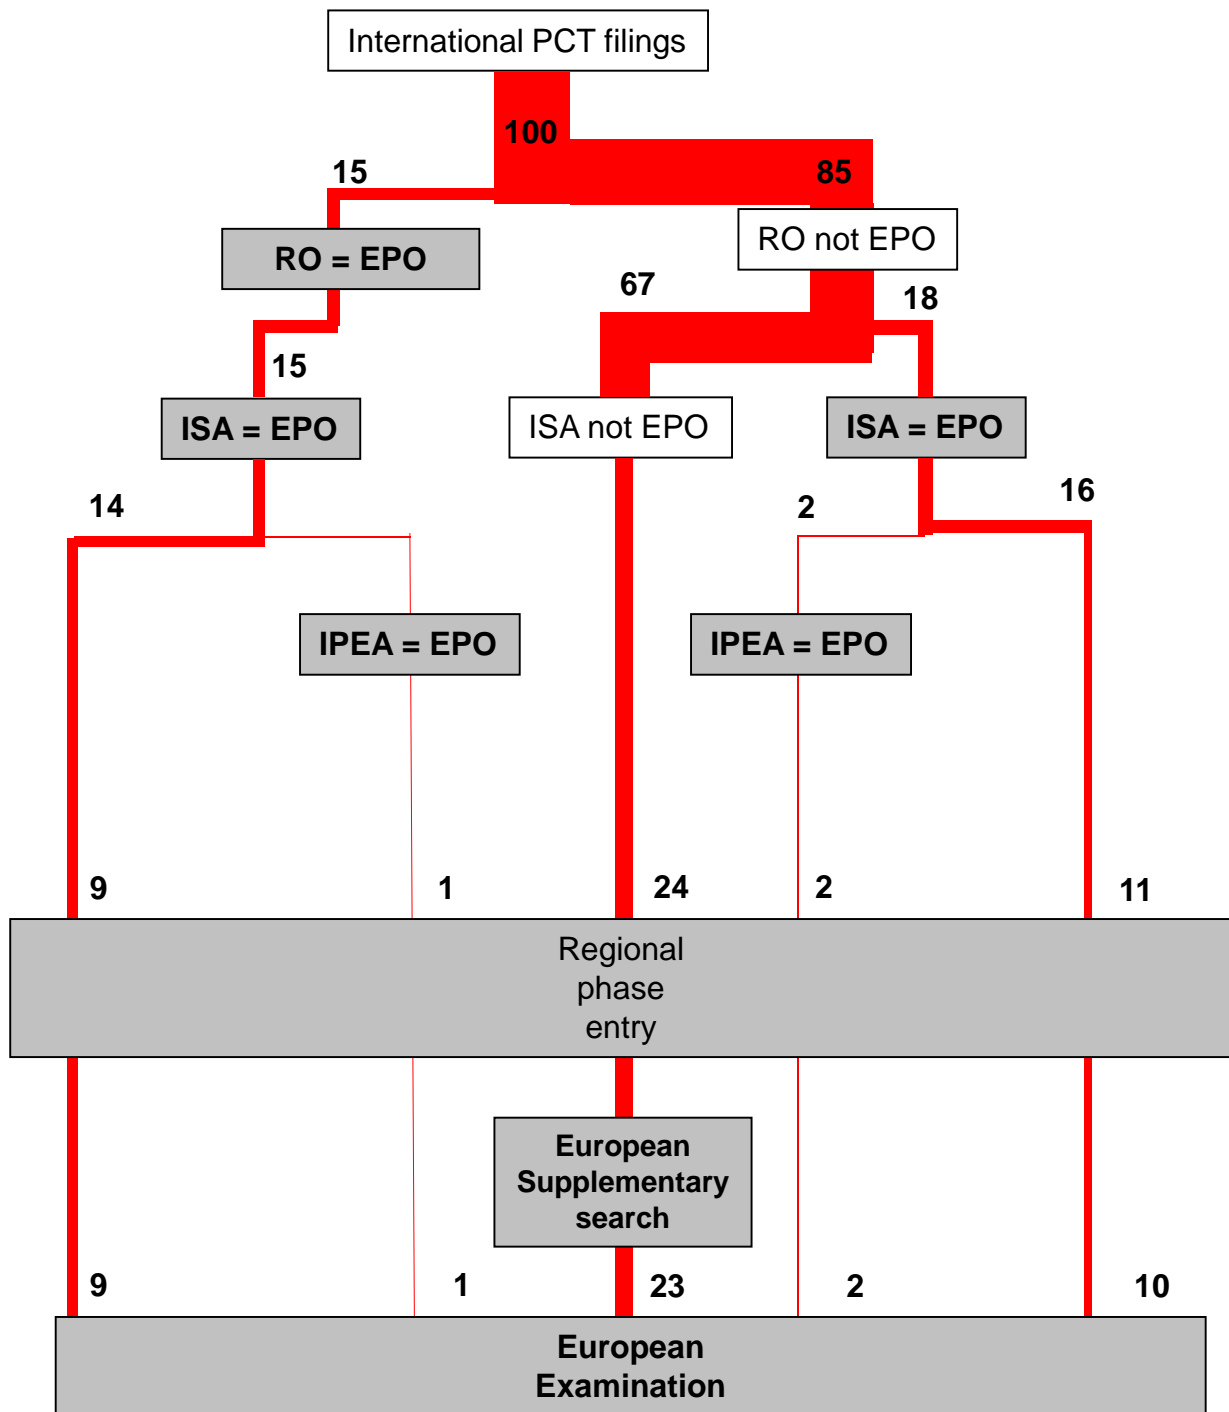 International PCT filings
100
15
85
RO = EPO
RO not EPO
67
18
15
ISA = EPO
ISA not EPO
ISA = EPO
14
2
16
IPEA = EPO
IPEA = EPO
9
1
24
2
11
Regional
phase
entry
European
Supplementary
search
9
1
23
2
10
European
Examination